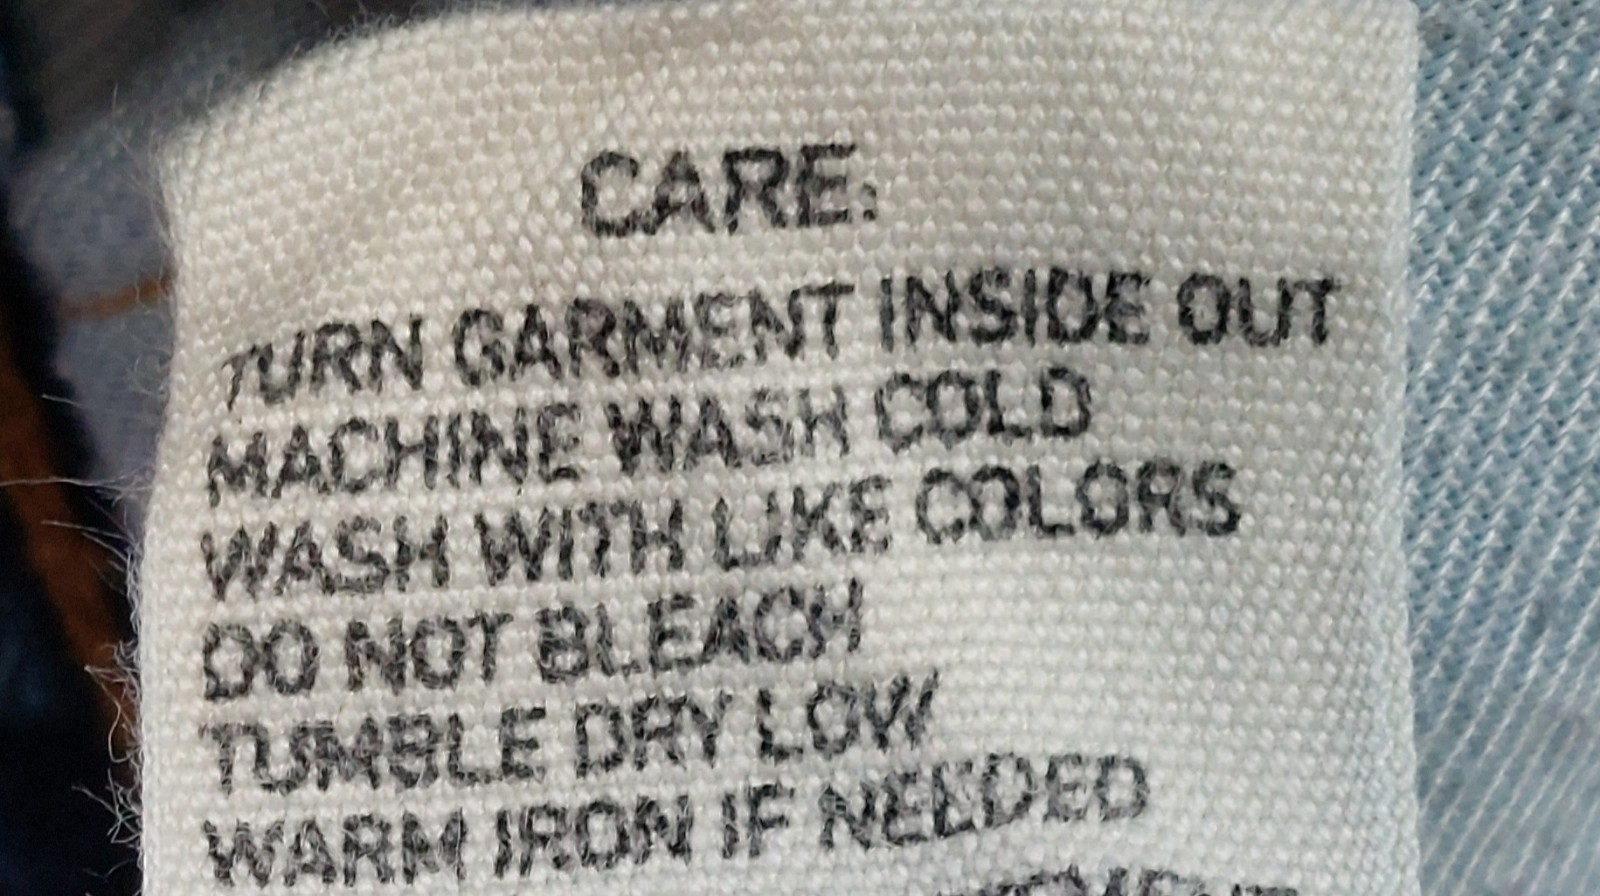 CARE:
TURN GARMENT INSIDE OUT
MACHINE WASH COLD
WASH WITH LIKE COLORS
DO NOT BLEACH
TUMBLE DRY LOW
WARM IRON IF NEEDED